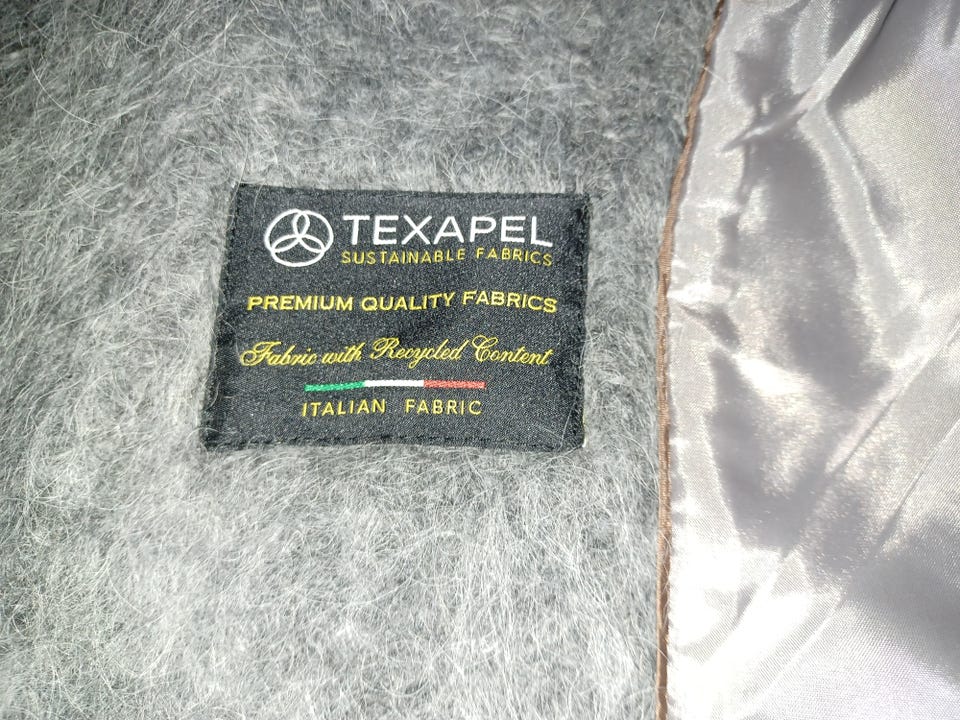 TEXAPEL
SUSTAINABLE FABRICS
PREMIUM QUALITY FABRICS
Fabric with Recycled Content
ITALIAN FABRIC